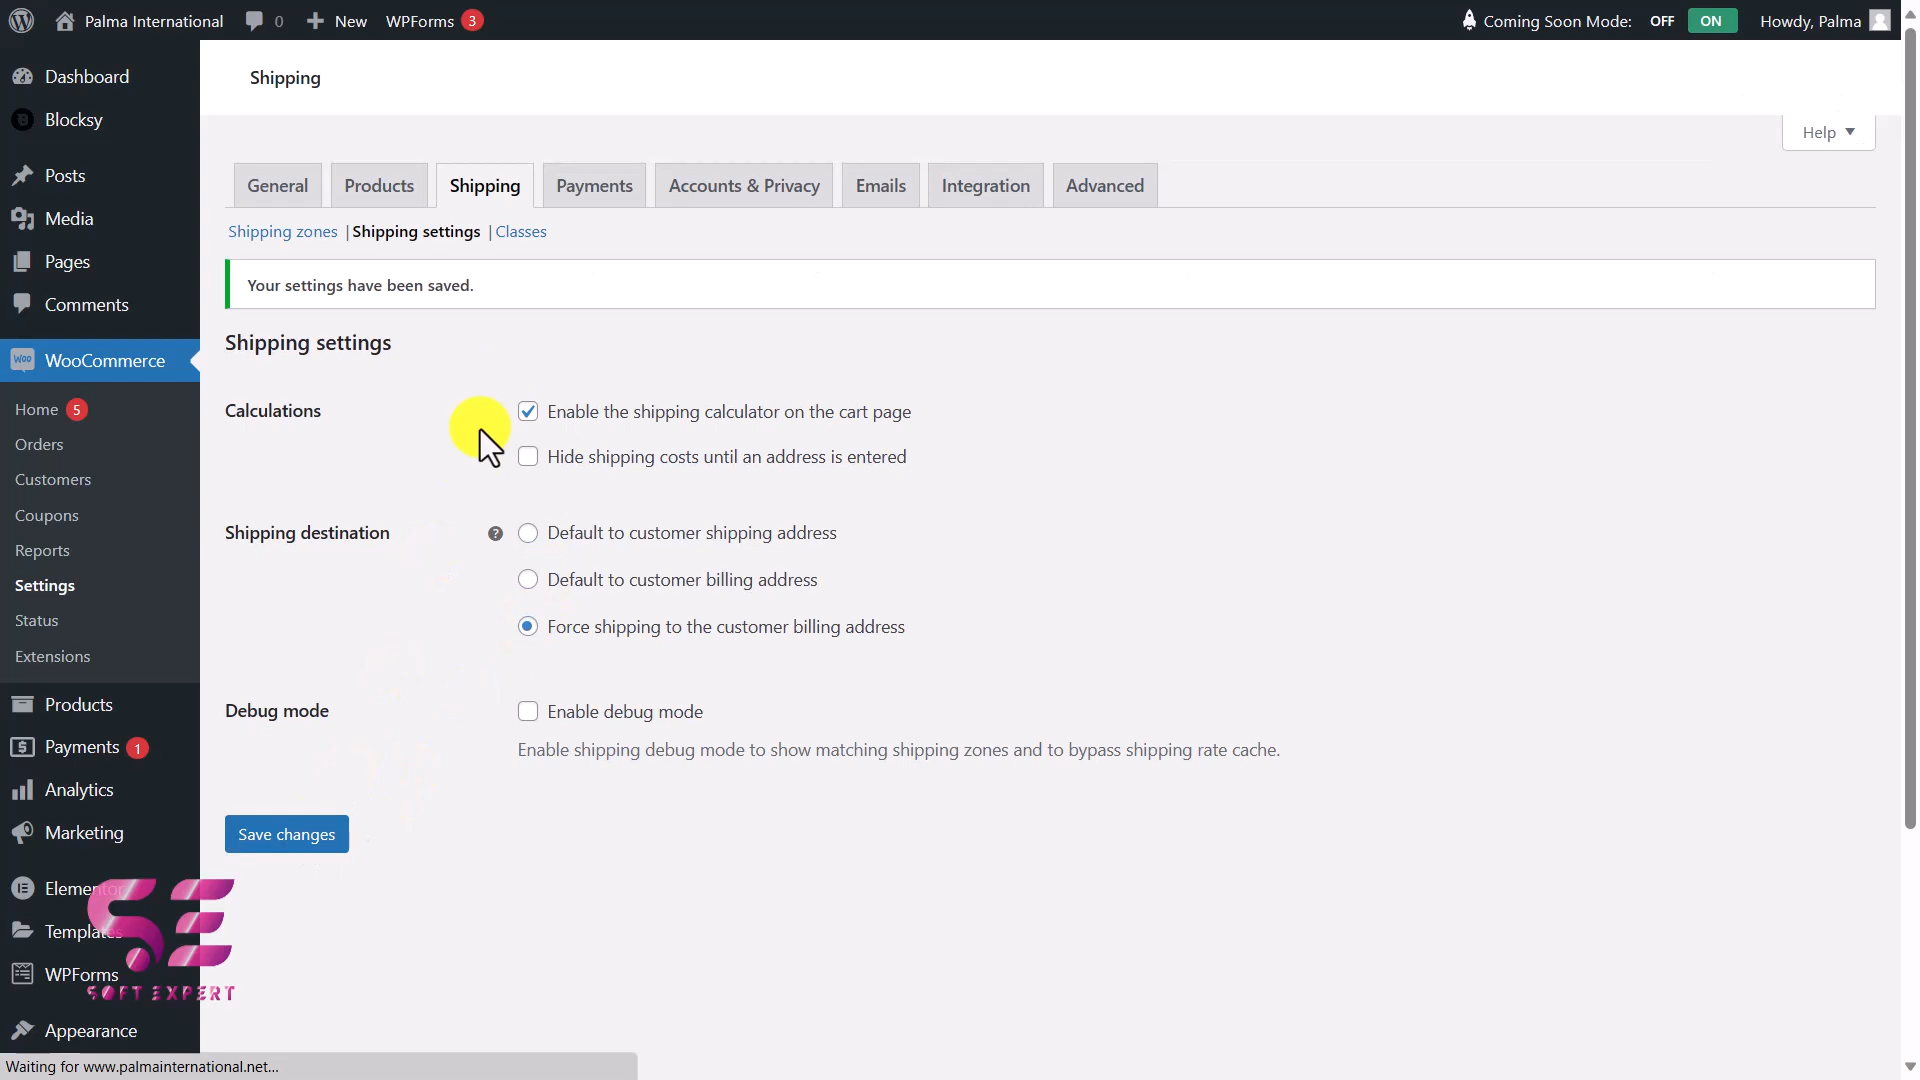 Palma International 0 New WPForms 3 Coming Soon Mode: OFF ON Howdy, Palma
Dashboard
Blocksy
Posts
Media
Pages
Comments
Woo WooCommerce
Home 5
Orders
Customers
Coupons
Reports
Settings
Status
Extensions
Products
Payments 1
Analytics
Marketing
Elementor
Templates
WPForms
Appearance
Shipping
Help
General Products Shipping Payments Accounts & Privacy Emails Integration Advanced
Shipping zones | Shipping settings | Classes
Your settings have been saved.
Shipping settings
Calculations
Enable the shipping calculator on the cart page
Hide shipping costs until an address is entered
Shipping destination ?
Default to customer shipping address
Default to customer billing address
Force shipping to the customer billing address
Debug mode
Enable debug mode
Enable shipping debug mode to show matching shipping zones and to bypass shipping rate cache.
Save changes
SE
SOFT EXPERT
Waiting for www.palmainternational.net...